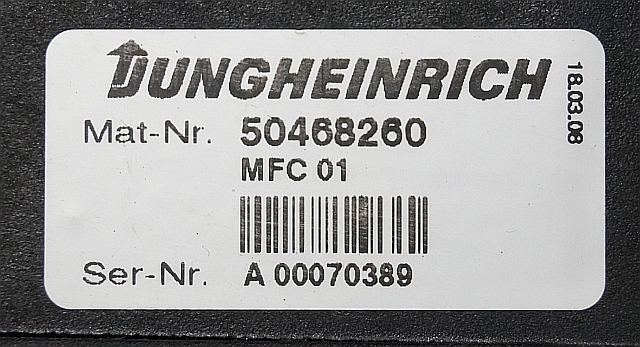 JUNGHEINRICH
Mat-Nr. 50468260
MFC 01
Ser-Nr. A 00070389
18.03.08